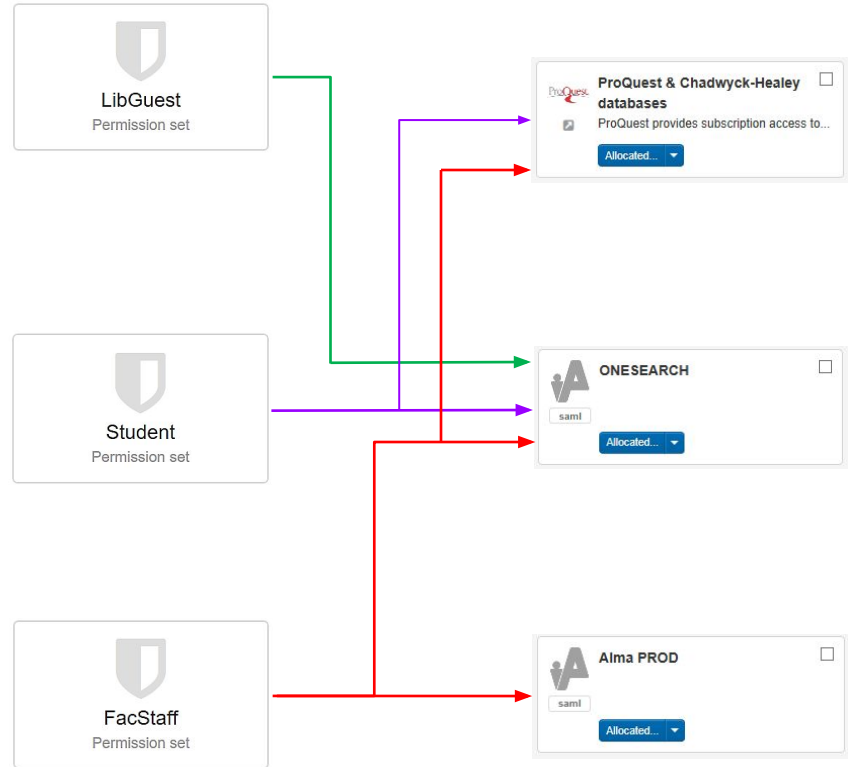 LibGuest
Permission set
ProQuest
ProQuest & Chadwyck-Healey
databases
ProQuest provides subscription access to...
Allocated...
Student
Permission set
A
ONESEARCH
saml
Allocated...
FacStaff
Permission set
A
Alma PROD
saml
Allocated...